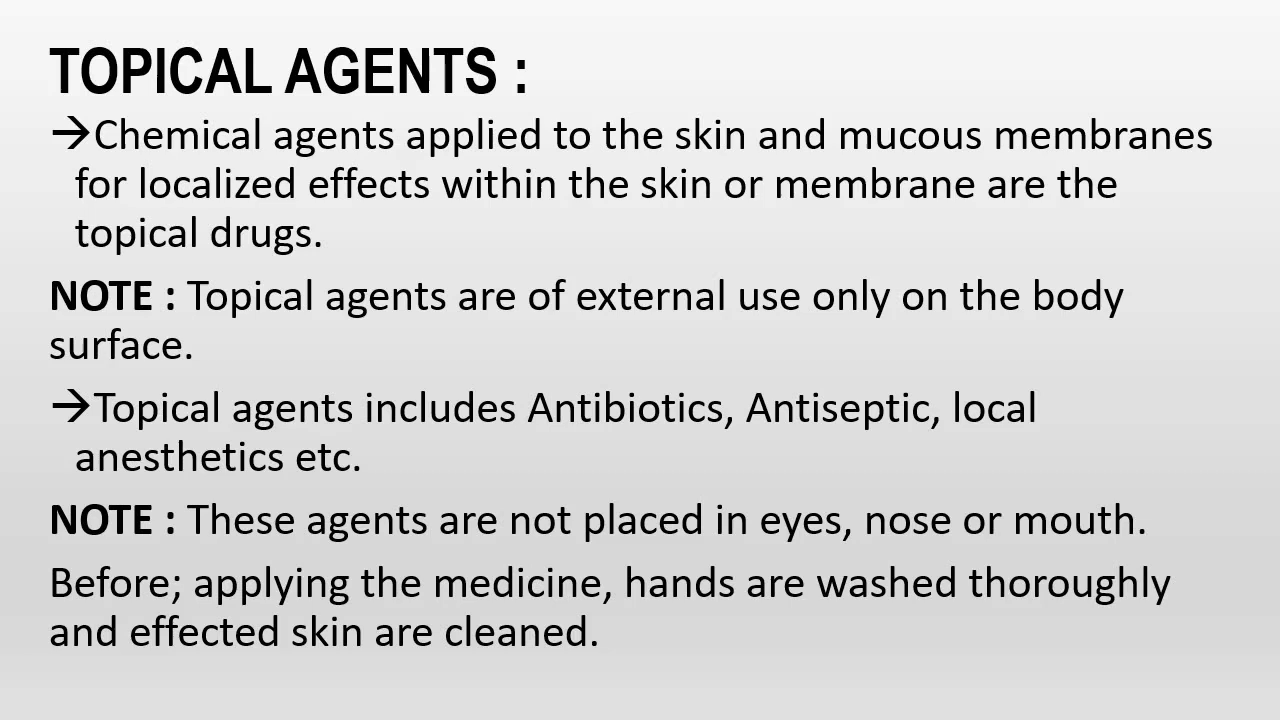 TOPICAL AGENTS :
→Chemical agents applied to the skin and mucous membranes
for localized effects within the skin or membrane are the
topical drugs.
NOTE : Topical agents are of external use only on the body
surface.
→Topical agents includes Antibiotics, Antiseptic, local
anesthetics etc.
NOTE : These agents are not placed in eyes, nose or mouth.
Before; applying the medicine, hands are washed thoroughly
and effected skin are cleaned.